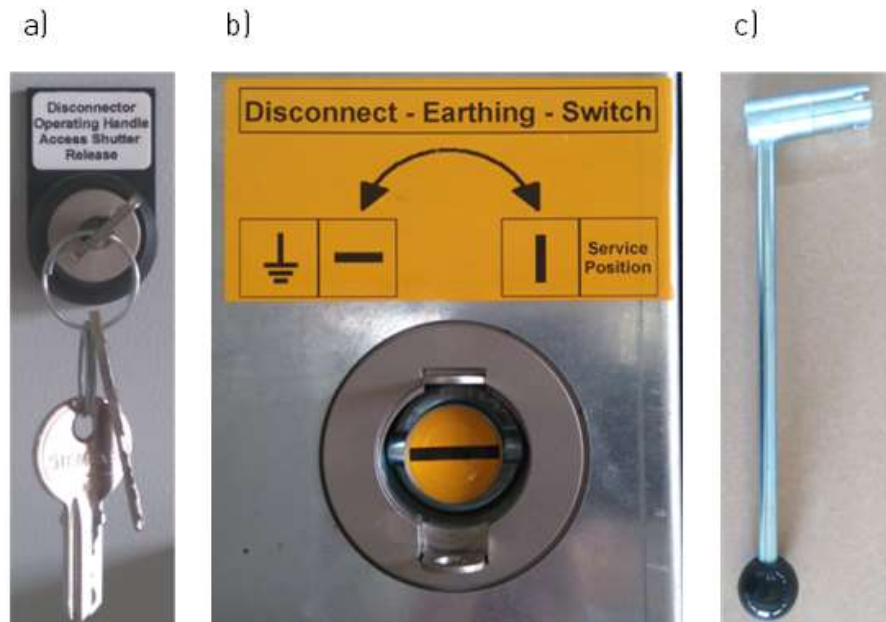 a)
b)
c)
Disconnector
Operating Handle
Access Shutter
Release
Disconnect - Earthing - Switch
Service
Position